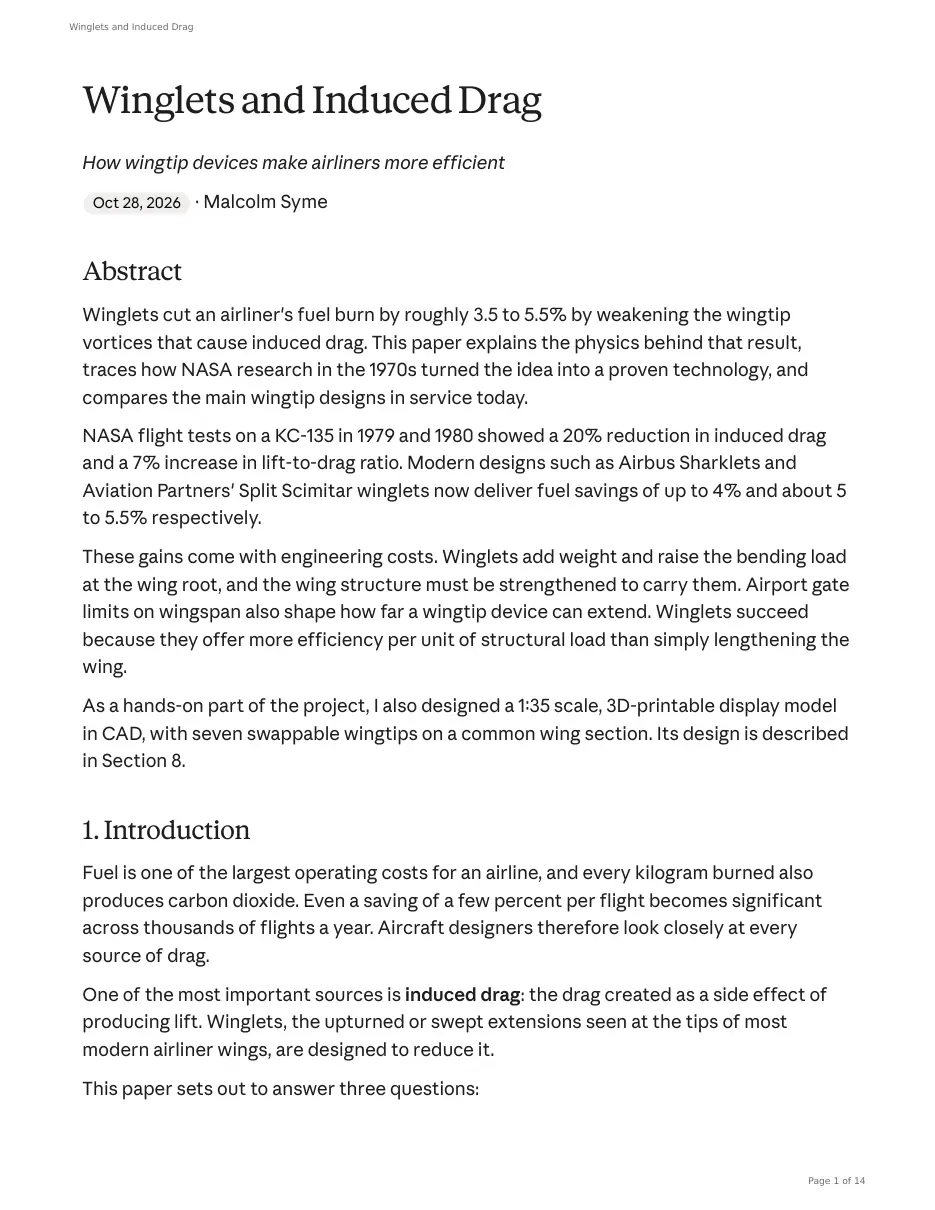 Winglets and Induced Drag
Winglets and Induced Drag
How wingtip devices make airliners more efficient
Oct 28, 2026 · Malcolm Syme
Abstract
Winglets cut an airliner's fuel burn by roughly 3.5 to 5.5% by weakening the wingtip
vortices that cause induced drag. This paper explains the physics behind that result,
traces how NASA research in the 1970s turned the idea into a proven technology, and
compares the main wingtip designs in service today.
NASA flight tests on a KC-135 in 1979 and 1980 showed a 20% reduction in induced drag
and a 7% increase in lift-to-drag ratio. Modern designs such as Airbus Sharklets and
Aviation Partners' Split Scimitar winglets now deliver fuel savings of up to 4% and about 5
to 5.5% respectively.
These gains come with engineering costs. Winglets add weight and raise the bending load
at the wing root, and the wing structure must be strengthened to carry them. Airport gate
limits on wingspan also shape how far a wingtip device can extend. Winglets succeed
because they offer more efficiency per unit of structural load than simply lengthening the
wing.
As a hands-on part of the project, I also designed a 1:35 scale, 3D-printable display model
in CAD, with seven swappable wingtips on a common wing section. Its design is described
in Section 8.
1. Introduction
Fuel is one of the largest operating costs for an airline, and every kilogram burned also
produces carbon dioxide. Even a saving of a few percent per flight becomes significant
across thousands of flights a year. Aircraft designers therefore look closely at every
source of drag.
One of the most important sources is induced drag: the drag created as a side effect of
producing lift. Winglets, the upturned or swept extensions seen at the tips of most
modern airliner wings, are designed to reduce it.
This paper sets out to answer three questions:
Page 1 of 14